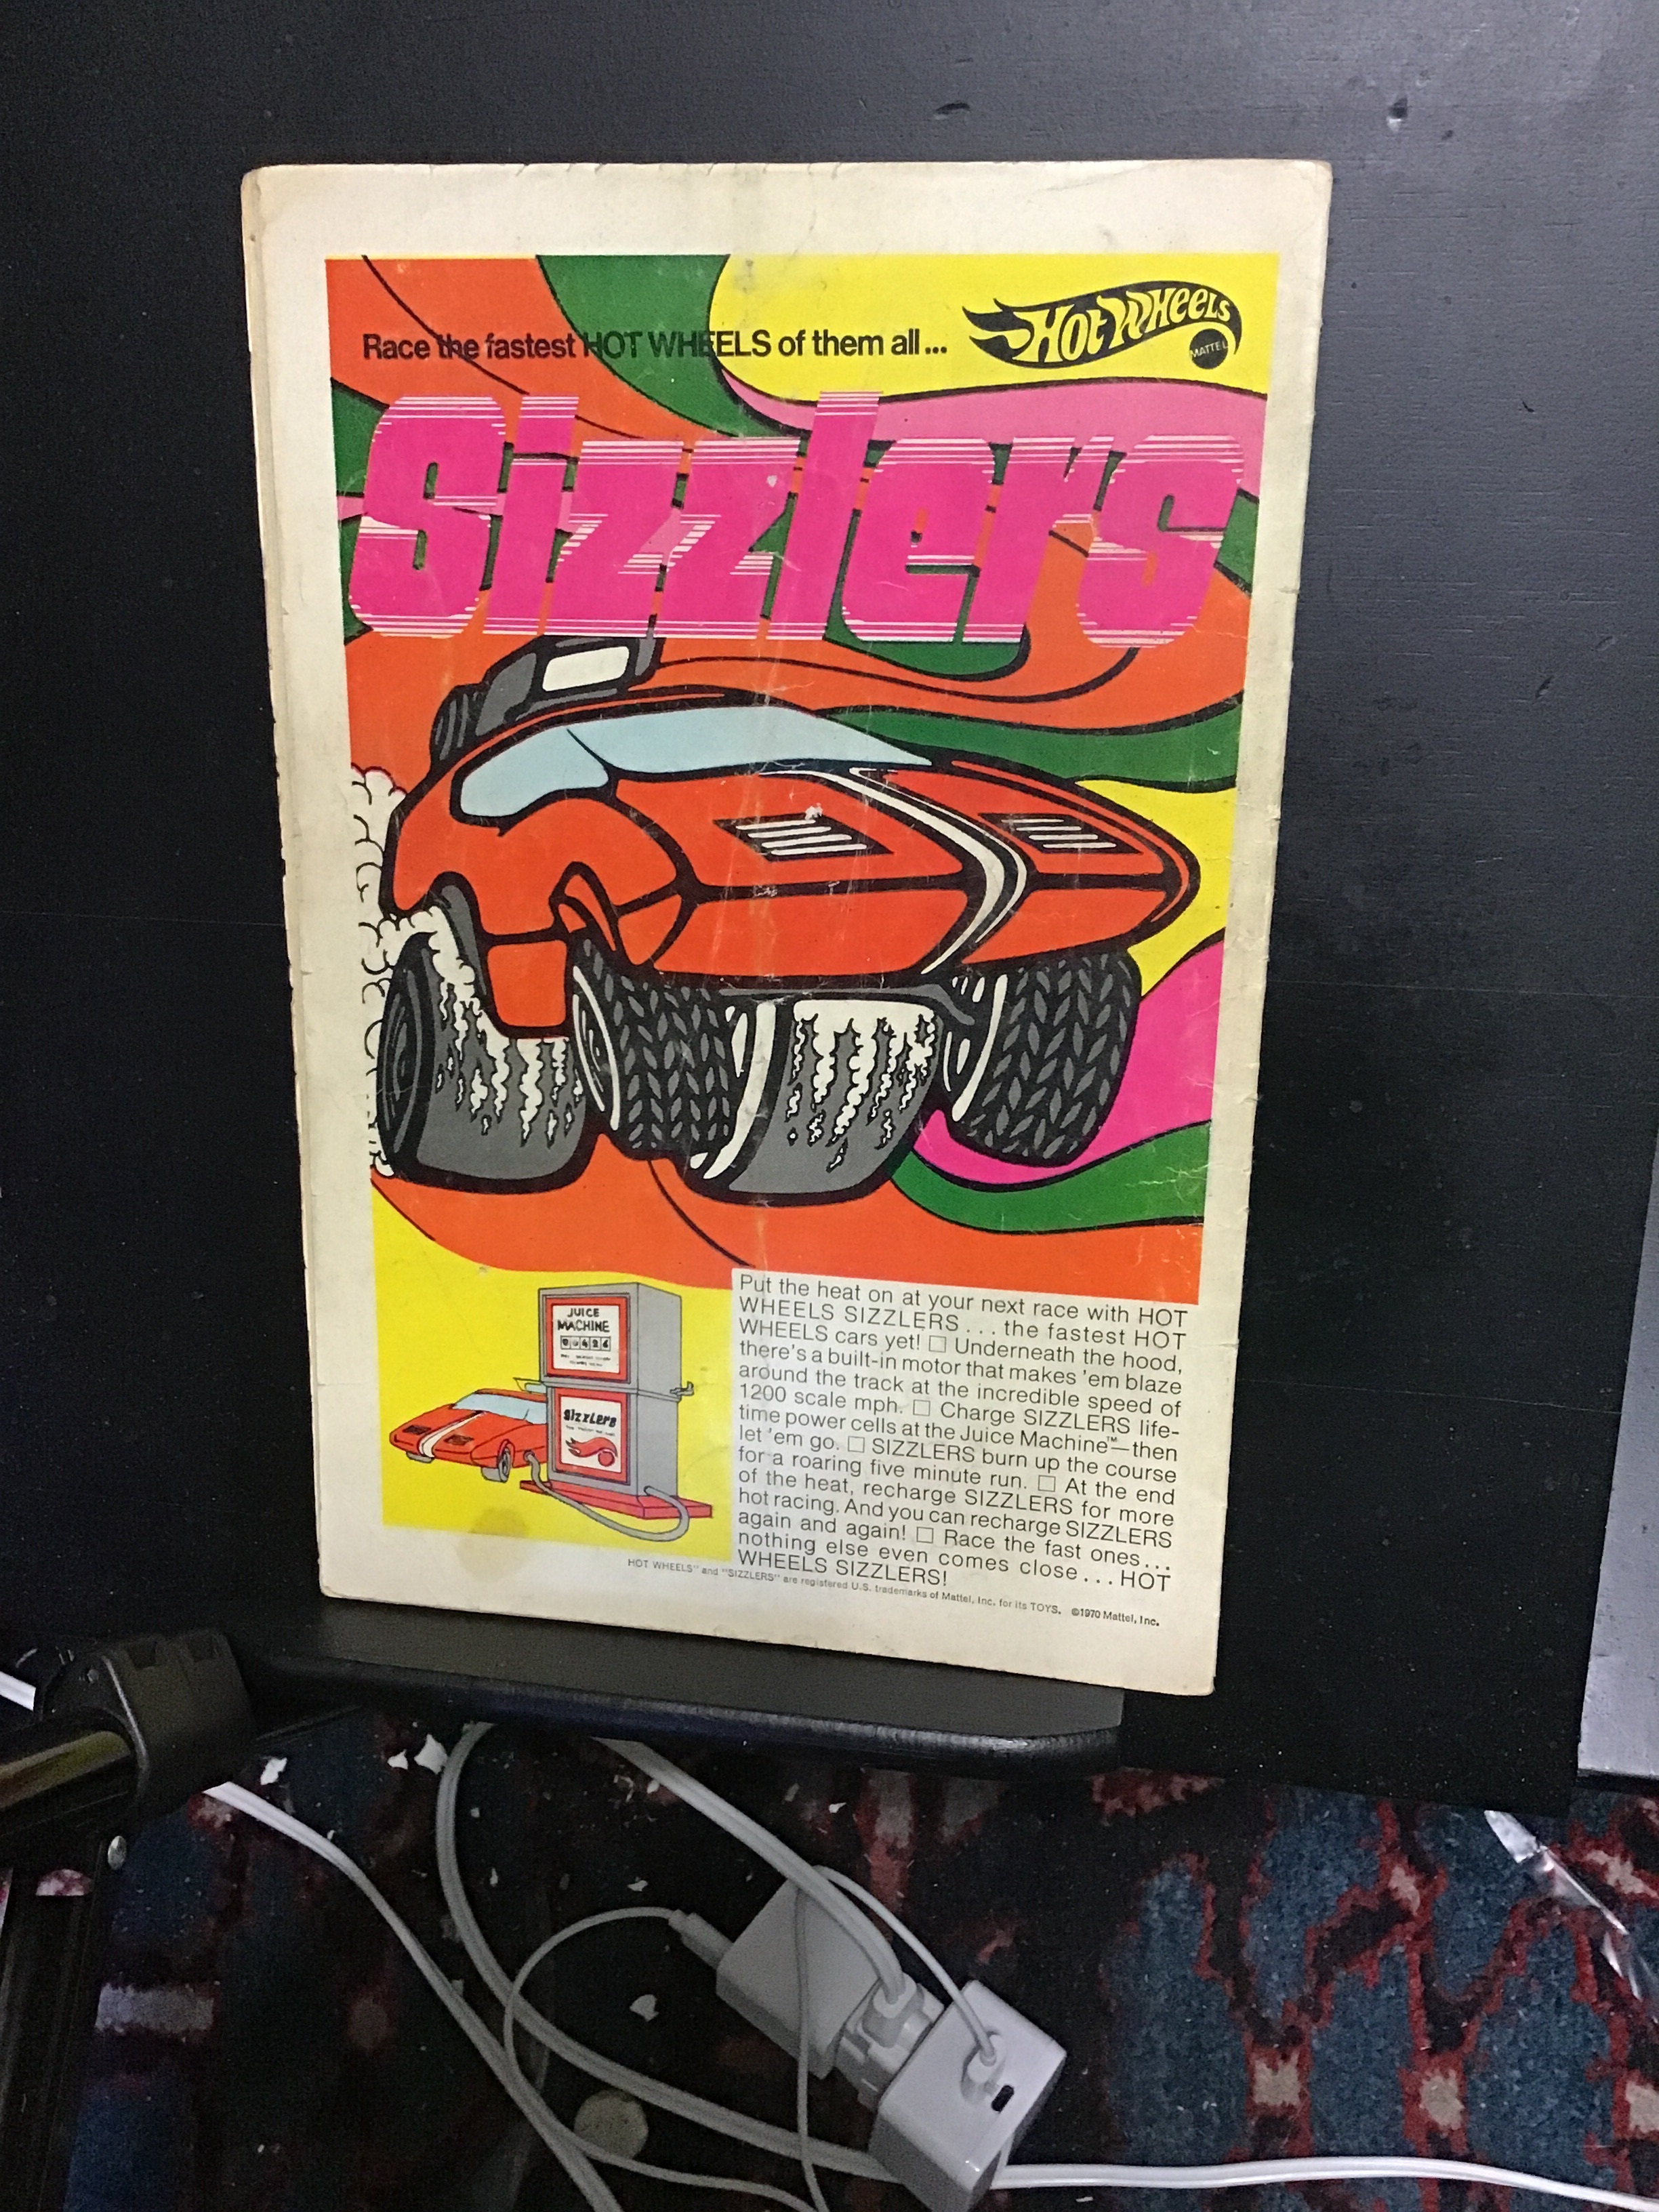 Race the fastest HOT WHEELS of them all...
Hot Wheels
MATTEL
Sizzlers
JUICE
MACHINE
00426
Sizzlers
Put the heat on at your next race with HOT
WHEELS SIZZLERS . . . the fastest HOT
WHEELS cars yet! □ Underneath the hood,
there's a built-in motor that makes 'em blaze
around the track at the incredible speed of
1200 scale mph. □ Charge SIZZLERS life-
time power cells at the Juice Machine™—then
let 'em go. □ SIZZLERS burn up the course
for a roaring five minute run. □ At the end
of the heat, recharge SIZZLERS for more
hot racing. And you can recharge SIZZLERS
again and again! □ Race the fast ones...
nothing else even comes close . . . HOT
WHEELS SIZZLERS!
HOT WHEELS" and "SIZZLERS" are registered U.S. trademarks of Mattel, Inc. for its TOYS. ©1970 Mattel, Inc.